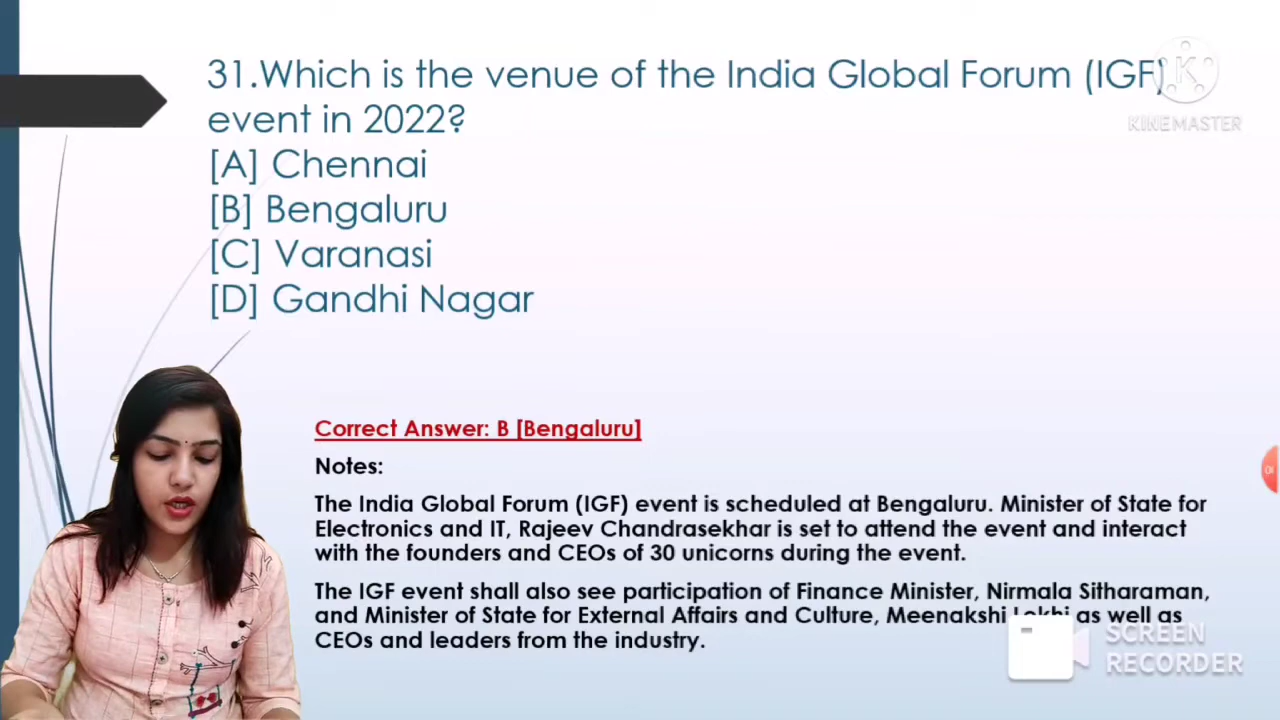 31.Which is the venue of the India Global Forum (IGF)
event in 2022?
[A] Chennai
[B] Bengaluru
[C] Varanasi
[D] Gandhi Nagar
Correct Answer: B [Bengaluru]
Notes:
The India Global Forum (IGF) event is scheduled at Bengaluru. Minister of State for
Electronics and IT, Rajeev Chandrasekhar is set to attend the event and interact
with the founders and CEOs of 30 unicorns during the event.
The IGF event shall also see participation of Finance Minister, Nirmala Sitharaman,
and Minister of State for External Affairs and Culture, Meenakshi Lekhi as well as
CEOs and leaders from the industry.
K
KINEMASTER
SCREEN
RECORDER